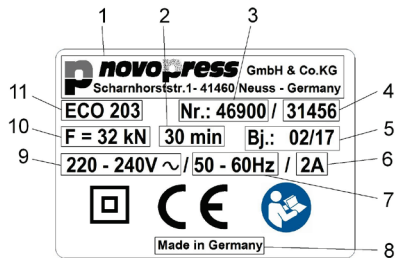 1 2 3
novopress GmbH & Co.KG
Scharnhorststr.1- 41460 Neuss - Germany
11 ECO 203 Nr.: 46900 / 31456 4
10 F = 32 kN 30 min Bj.: 02/17 5
9 220 - 240V ~ / 50 - 60Hz / 2A 6
CE
7
Made in Germany 8